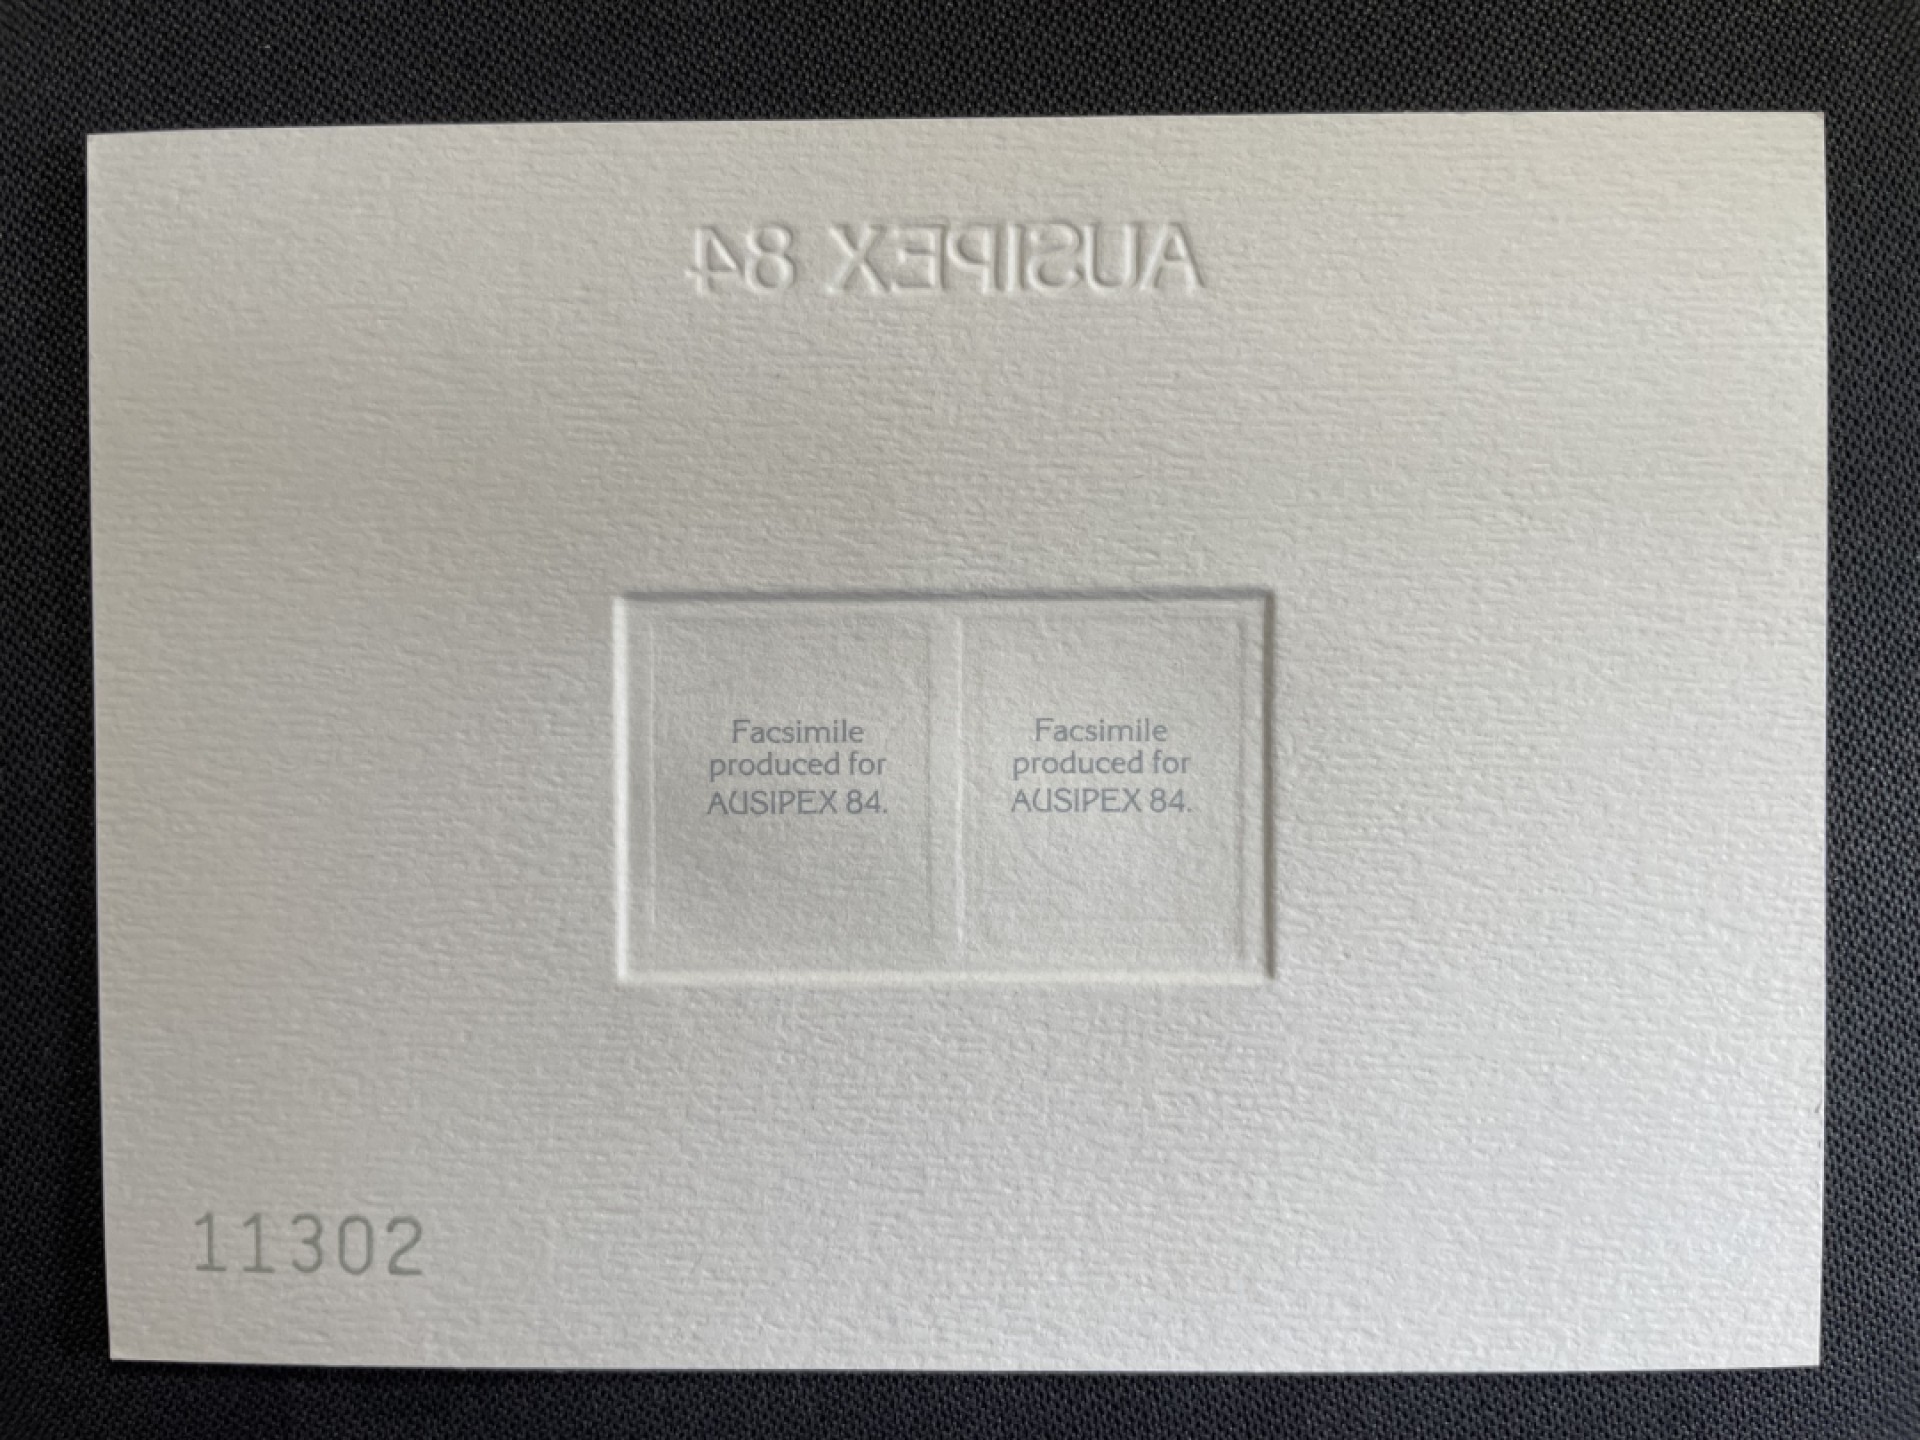 AUSIPEX 84
Facsimile
produced for
AUSIPEX 84.
Facsimile
produced for
AUSIPEX 84.
11302